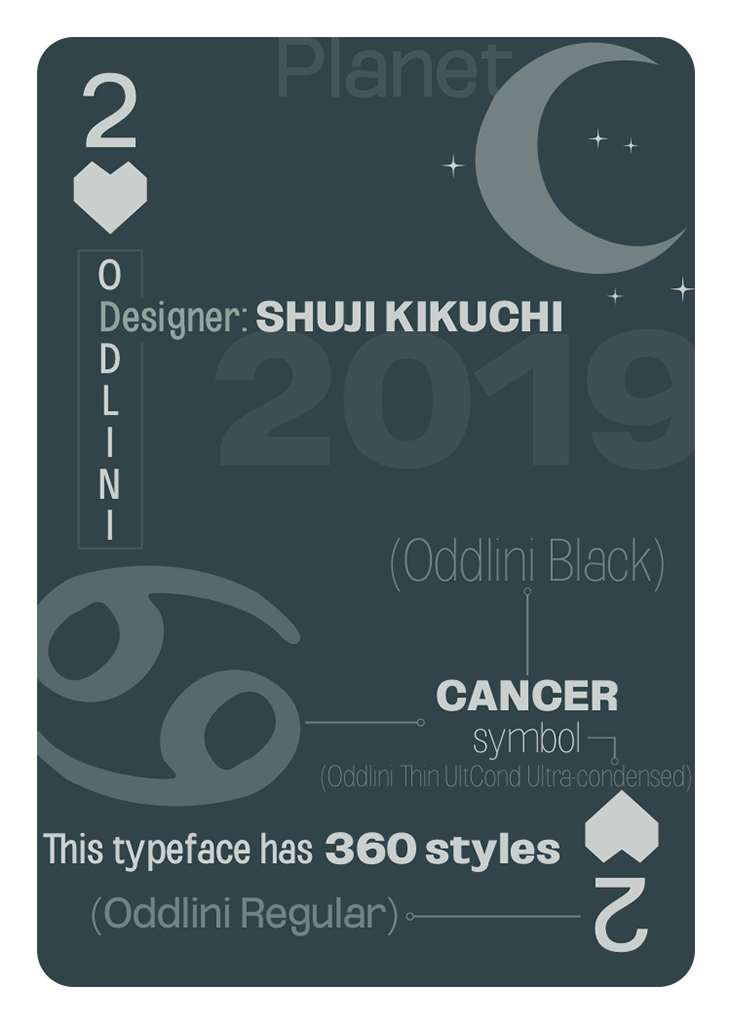 Planet
2
ODDLINI
Designer: SHUJI KIKUCHI
2019
(Oddlini Black)
CANCER
symbol
(Oddlini Thin UltCond Ultra-condensed)
This typeface has 360 styles
(Oddlini Regular)
2